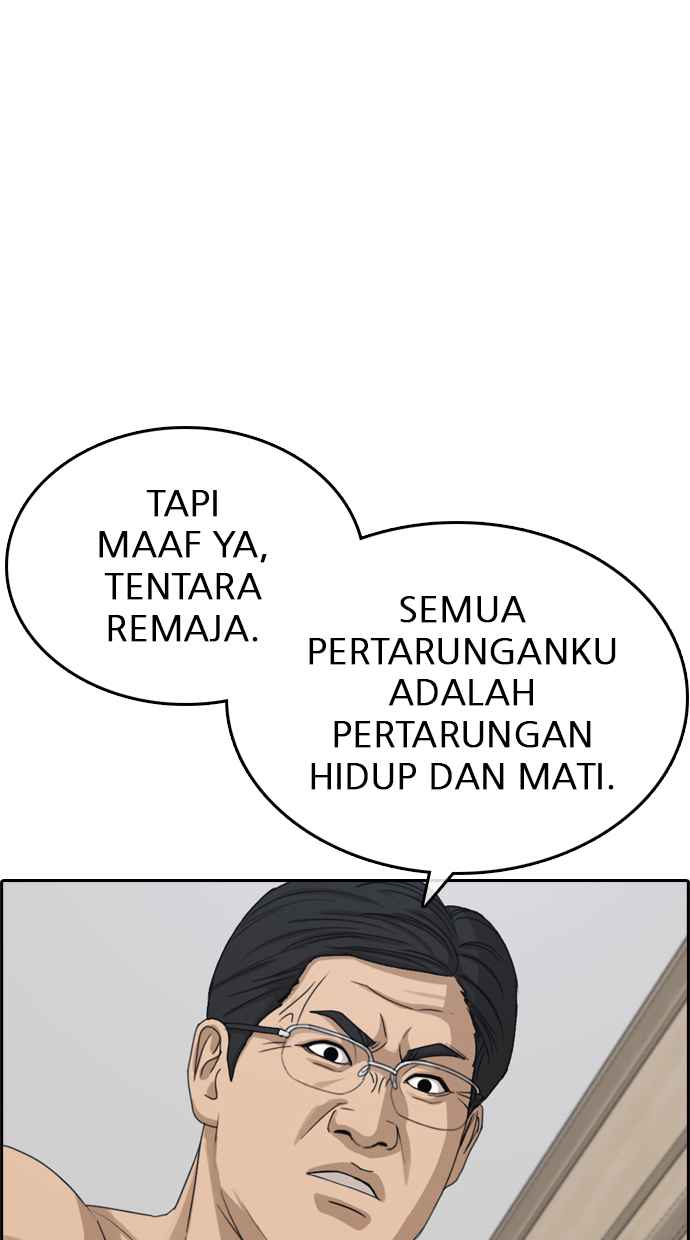 TAPI
MAAF YA,
TENTARA
REMAJA.
SEMUA
PERTARUNGANKU
ADALAH
PERTARUNGAN
HIDUP DAN MATI.